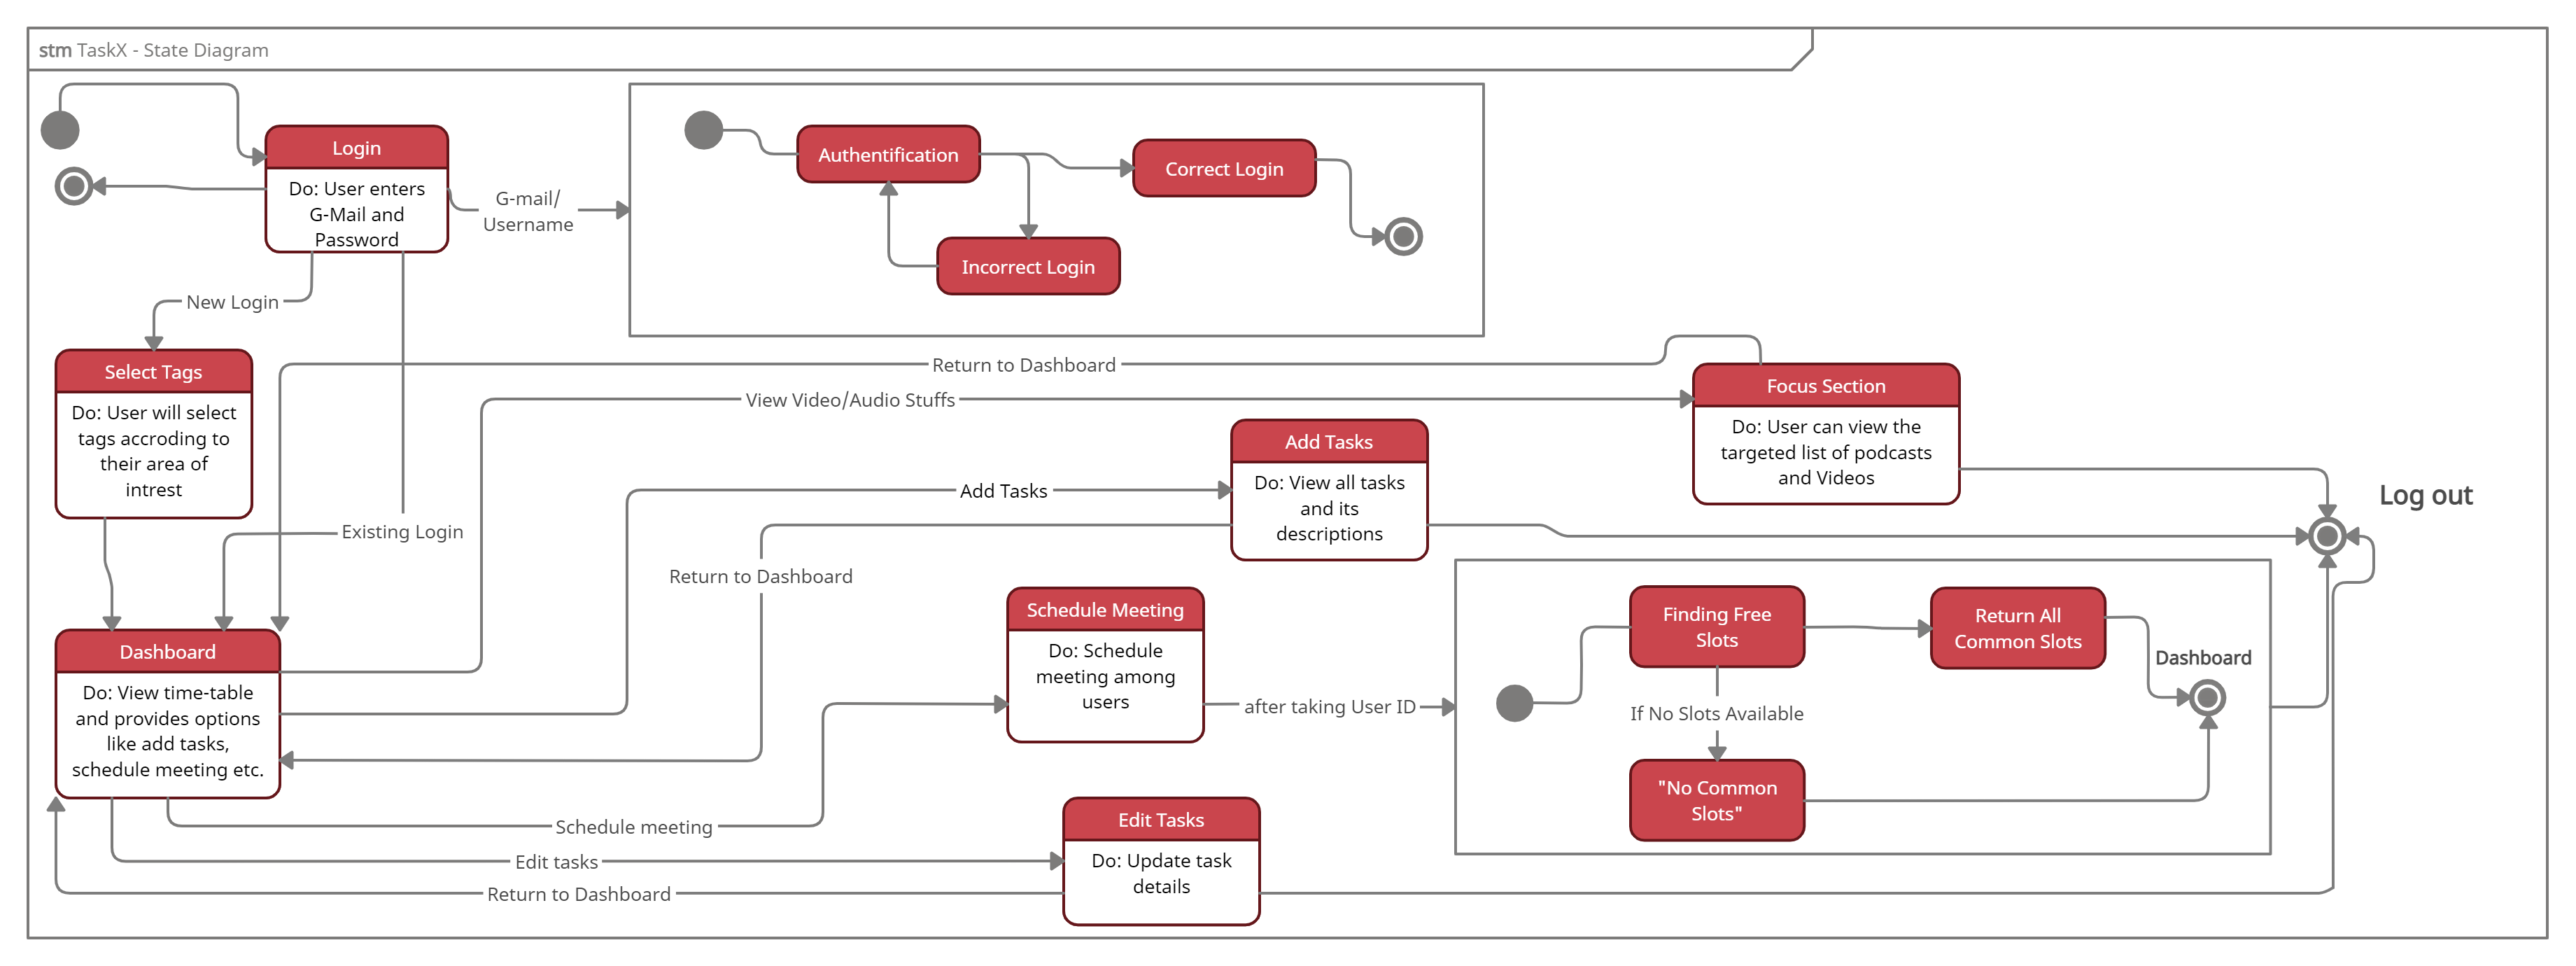 stm TaskX - State Diagram
Login
Do: User enters
G-Mail and
Password
G-mail/
Username
Authentification
Correct Login
Incorrect Login
New Login
Select Tags
Do: User will select
tags accroding to
their area of
intrest
Existing Login
Return to Dashboard
View Video/Audio Stuffs
Focus Section
Do: User can view the
targeted list of podcasts
and Videos
Add Tasks
Add Tasks
Do: View all tasks
and its
descriptions
Log out
Return to Dashboard
Dashboard
Do: View time-table
and provides options
like add tasks,
schedule meeting etc.
Schedule Meeting
Do: Schedule
meeting among
users
after taking User ID
Finding Free
Slots
Return All
Common Slots
Dashboard
If No Slots Available
"No Common
Slots"
Schedule meeting
Edit tasks
Return to Dashboard
Edit Tasks
Do: Update task
details